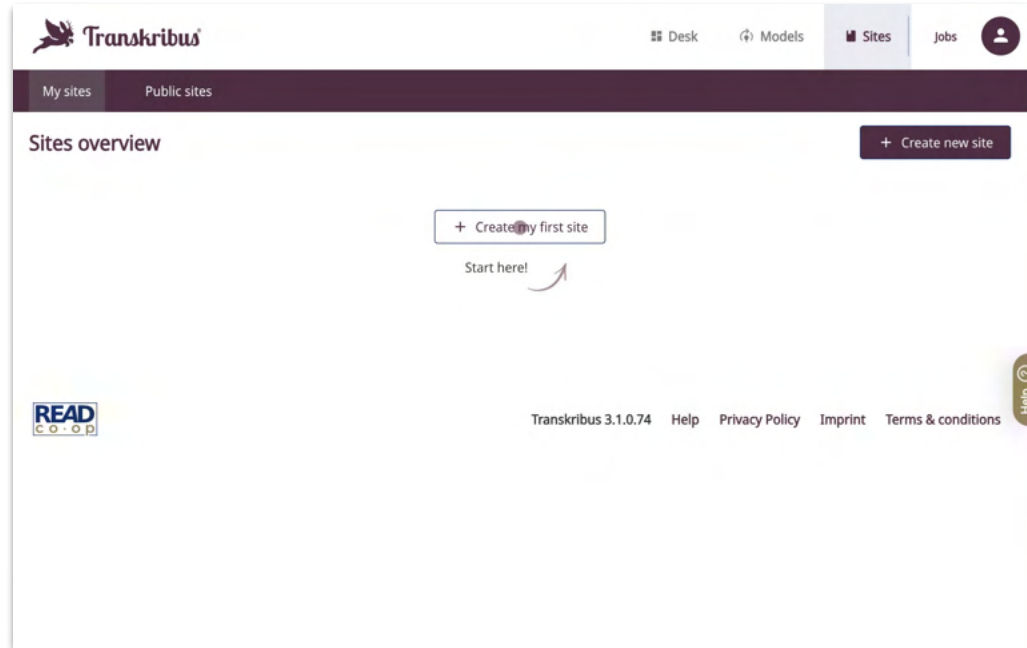 Transkribus®
Desk
Models
Sites
Jobs
My sites
Public sites
Sites overview
+ Create new site
+ Create my first site
Start here!
Help
READ
co·op
Transkribus 3.1.0.74 Help Privacy Policy Imprint Terms & conditions